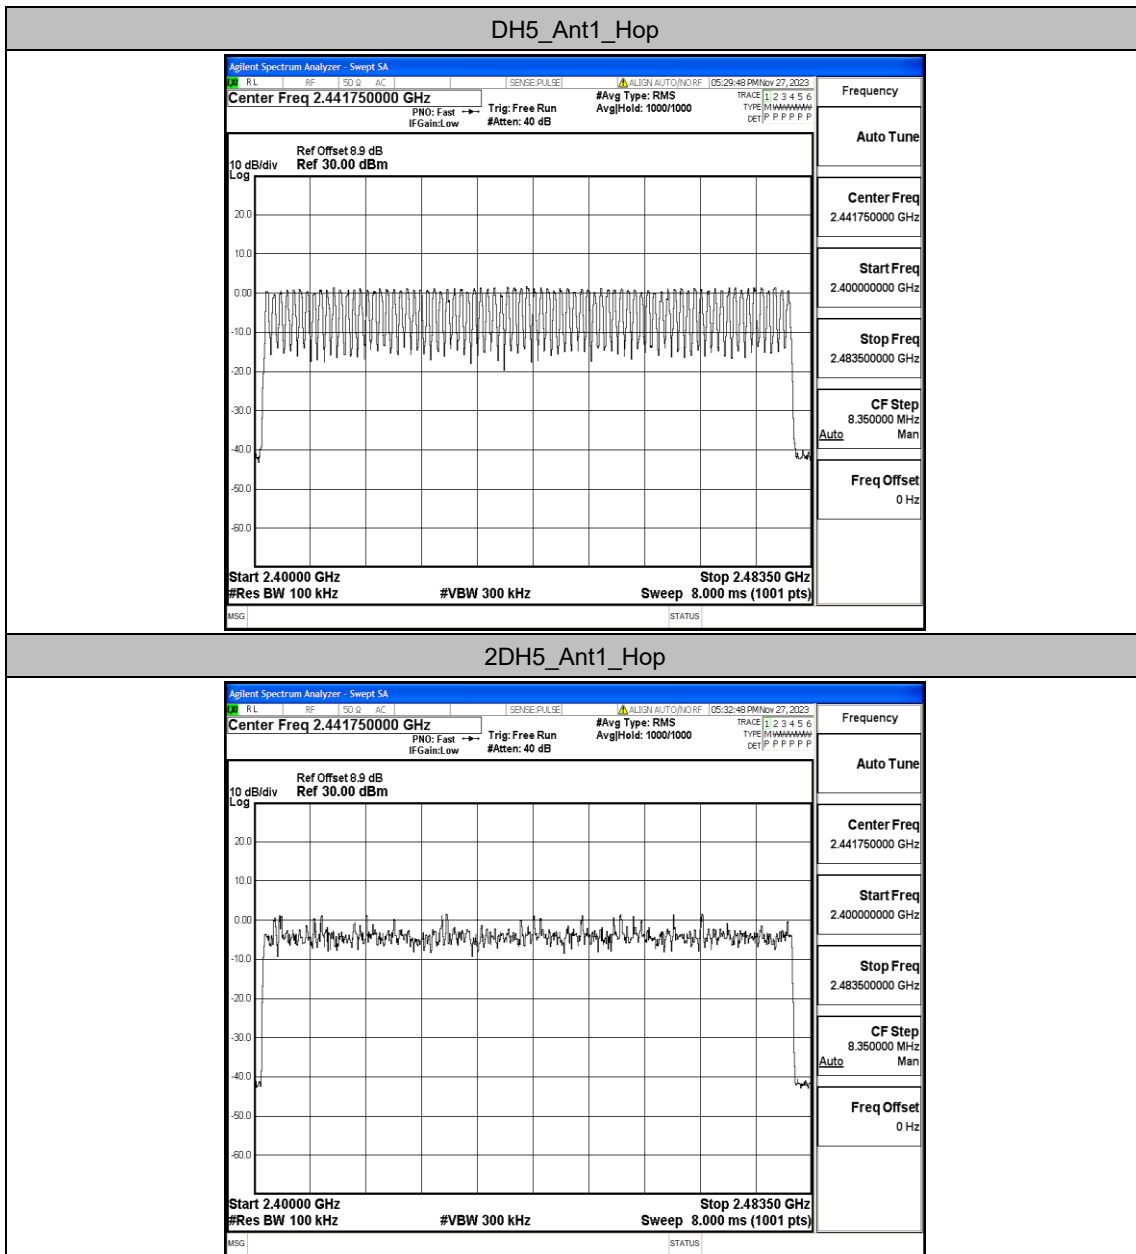 DH5_Ant1_Hop
Agilent Spectrum Analyzer - Swept SA
RL RF 50 Ω AC SENSE:PULSE ALIGN AUTO/NO RF 05:29:48 PM Nov 27, 2023
Center Freq 2.441750000 GHz
PNO: Fast
IFGain:Low
Trig: Free Run
#Atten: 40 dB
#Avg Type: RMS
Avg|Hold: 1000/1000
TRACE 1 2 3 4 5 6
TYPE M WWWWW
DET P P P P P P
Ref Offset 8.9 dB
10 dB/div Ref 30.00 dBm
Log
20.0
10.0
0.00
-10.0
-20.0
-30.0
-40.0
-50.0
-60.0
Start 2.40000 GHz Stop 2.48350 GHz
#Res BW 100 kHz #VBW 300 kHz Sweep 8.000 ms (1001 pts)
MSG STATUS
Frequency
Auto Tune
Center Freq
2.441750000 GHz
Start Freq
2.400000000 GHz
Stop Freq
2.483500000 GHz
CF Step
8.350000 MHz
Auto Man
Freq Offset
0 Hz
2DH5_Ant1_Hop
Agilent Spectrum Analyzer - Swept SA
RL RF 50 Ω AC SENSE:PULSE ALIGN AUTO/NO RF 05:32:48 PM Nov 27, 2023
Center Freq 2.441750000 GHz
PNO: Fast
IFGain:Low
Trig: Free Run
#Atten: 40 dB
#Avg Type: RMS
Avg|Hold: 1000/1000
TRACE 1 2 3 4 5 6
TYPE M WWWWW
DET P P P P P P
Ref Offset 8.9 dB
10 dB/div Ref 30.00 dBm
Log
20.0
10.0
0.00
-10.0
-20.0
-30.0
-40.0
-50.0
-60.0
Start 2.40000 GHz Stop 2.48350 GHz
#Res BW 100 kHz #VBW 300 kHz Sweep 8.000 ms (1001 pts)
MSG STATUS
Frequency
Auto Tune
Center Freq
2.441750000 GHz
Start Freq
2.400000000 GHz
Stop Freq
2.483500000 GHz
CF Step
8.350000 MHz
Auto Man
Freq Offset
0 Hz